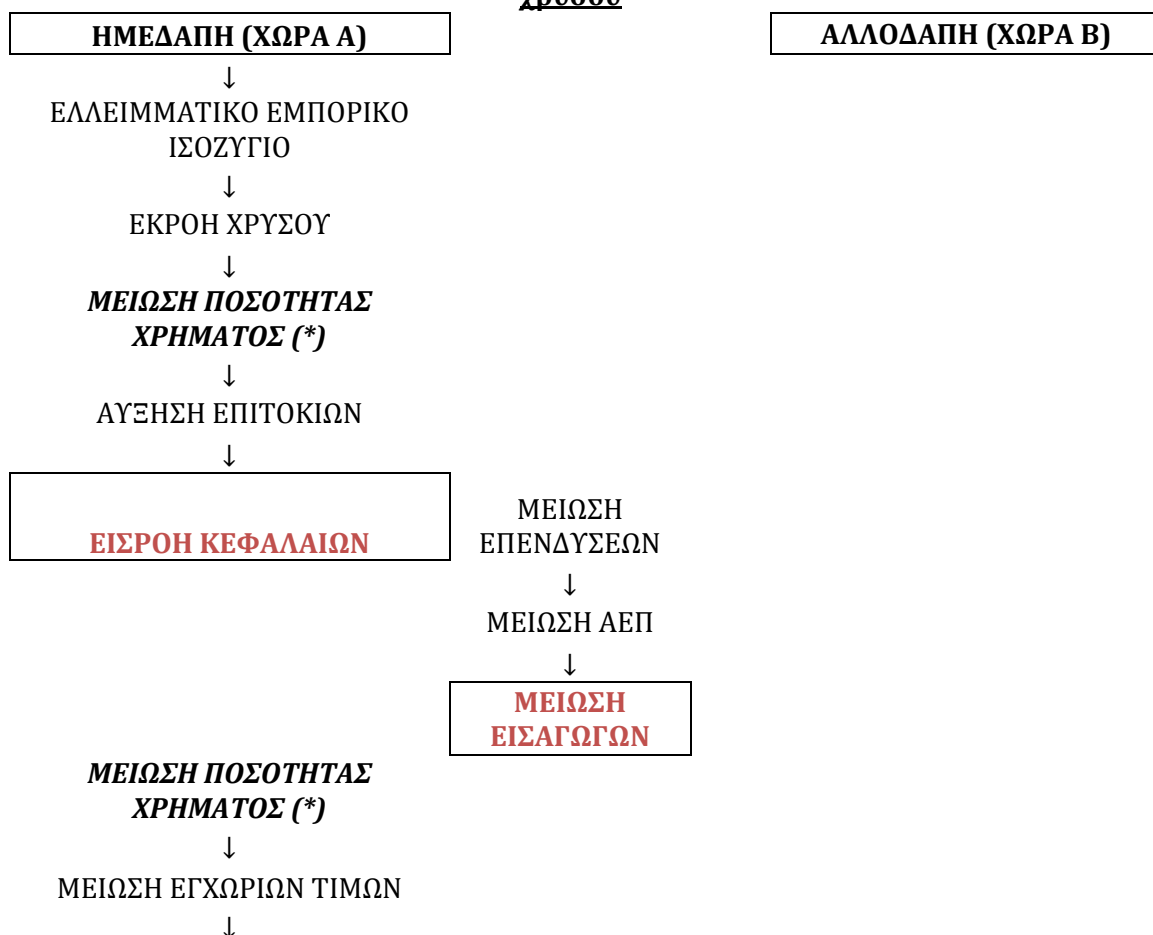 χρυσού
ΗΜΕΔΑΠΗ (ΧΩΡΑ Α)
ΑΛΛΟΔΑΠΗ (ΧΩΡΑ Β)
↓
ΕΛΛΕΙΜΜΑΤΙΚΟ ΕΜΠΟΡΙΚΟ
ΙΣΟΖΥΓΙΟ
↓
ΕΚΡΟΗ ΧΡΥΣΟΥ
↓
ΜΕΙΩΣΗ ΠΟΣΟΤΗΤΑΣ
ΧΡΗΜΑΤΟΣ (*)
↓
ΑΥΞΗΣΗ ΕΠΙΤΟΚΙΩΝ
↓
ΕΙΣΡΟΗ ΚΕΦΑΛΑΙΩΝ
ΜΕΙΩΣΗ
ΕΠΕΝΔΥΣΕΩΝ
↓
ΜΕΙΩΣΗ ΑΕΠ
↓
ΜΕΙΩΣΗ
ΕΙΣΑΓΩΓΩΝ
ΜΕΙΩΣΗ ΠΟΣΟΤΗΤΑΣ
ΧΡΗΜΑΤΟΣ (*)
↓
ΜΕΙΩΣΗ ΕΓΧΩΡΙΩΝ ΤΙΜΩΝ
↓